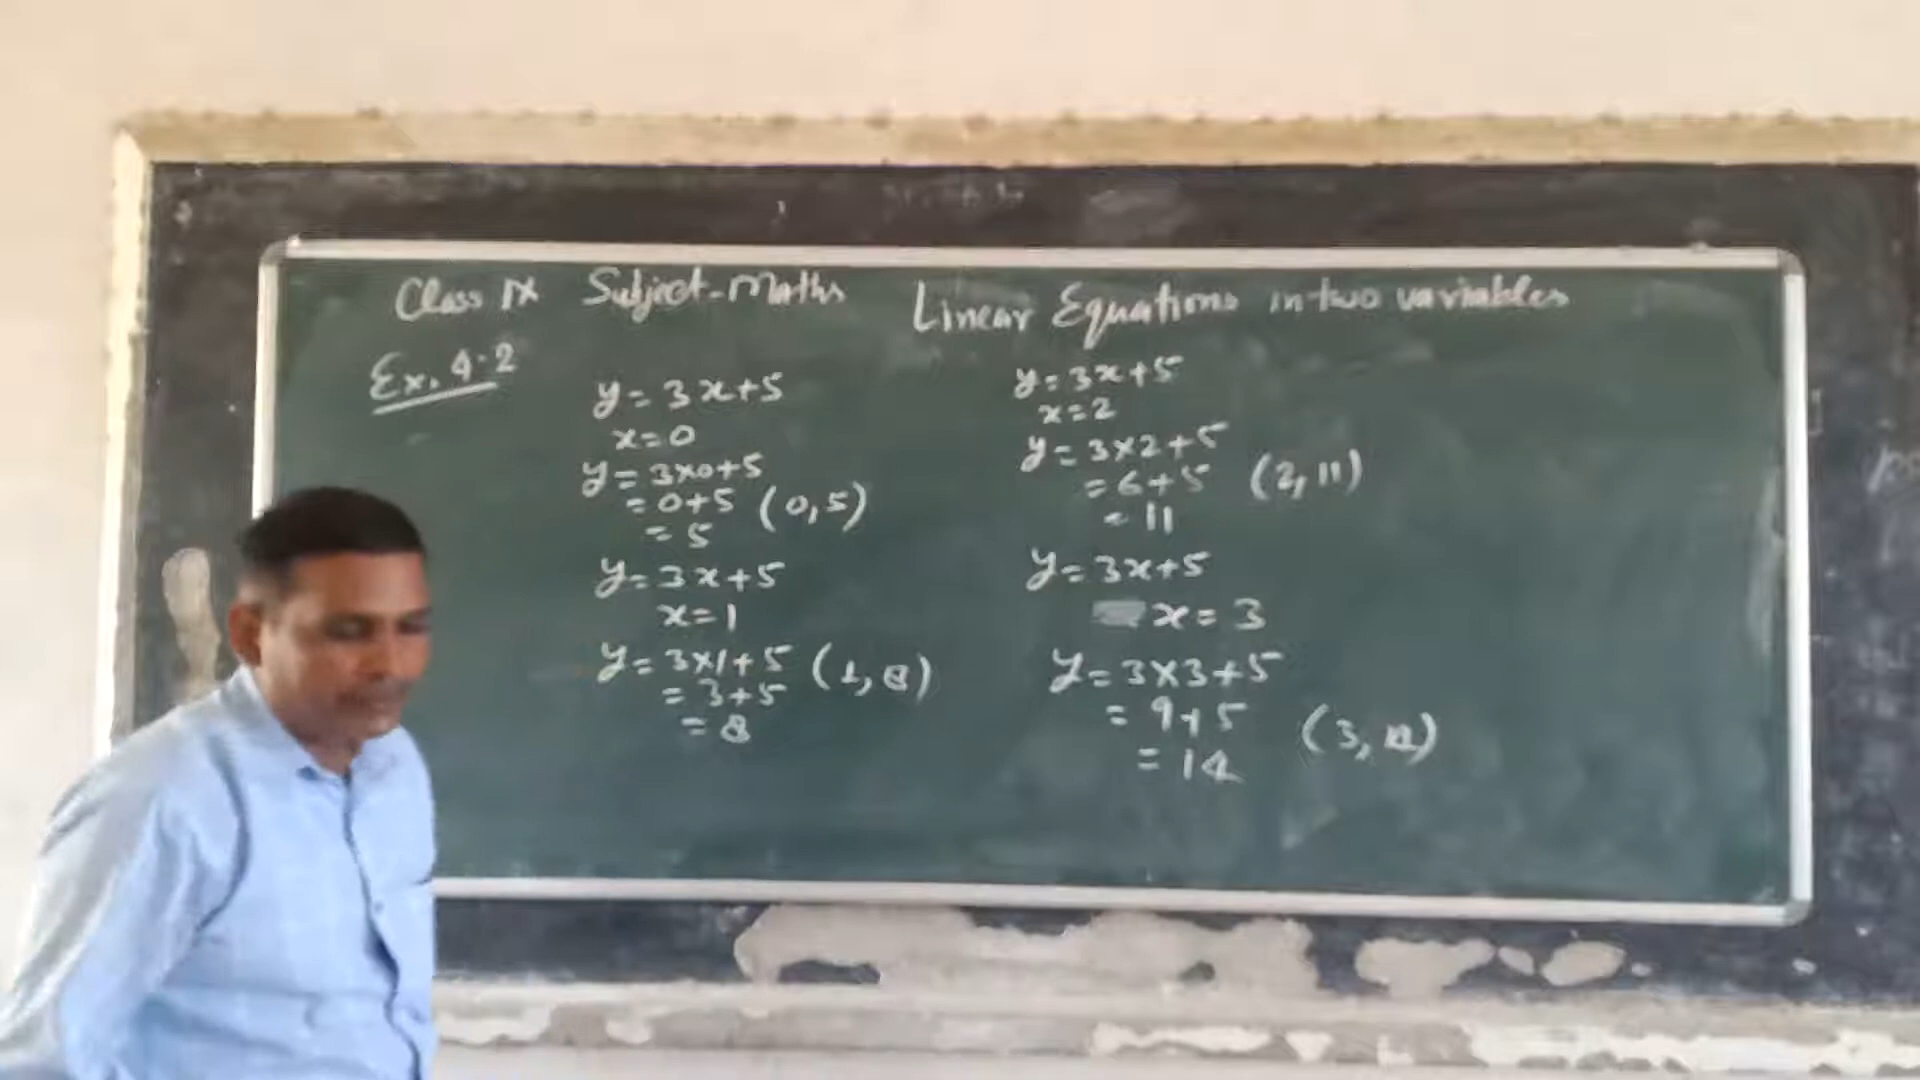 Class IX Subject-Maths Linear Equations in two variables
Ex. 4.2
y = 3x+5
x=0
y = 3x0+5
= 0+5 (0,5)
= 5
y = 3x+5
x=1
y = 3x1+5 (1,8)
= 3+5
= 8
y = 3x+5
x=2
y = 3x2+5
= 6+5 (2,11)
= 11
y = 3x+5
x = 3
y = 3x3+5
= 9+5 (3,14)
= 14